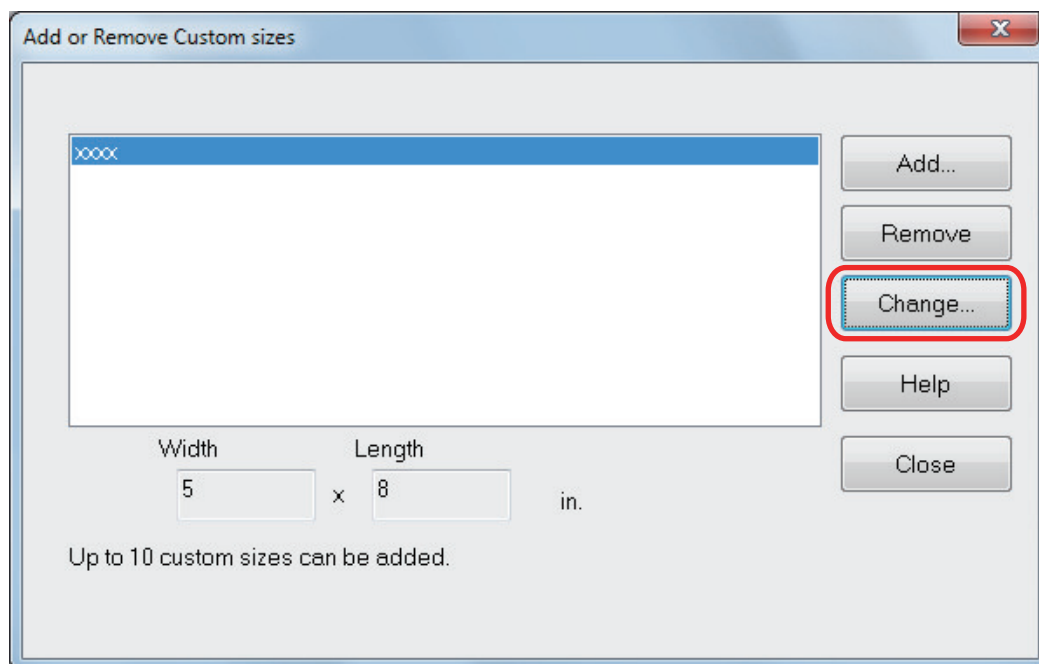 Add or Remove Custom sizes
xxxx
Add...
Remove
Change...
Help
Close
Width Length
5 x 8 in.
Up to 10 custom sizes can be added.